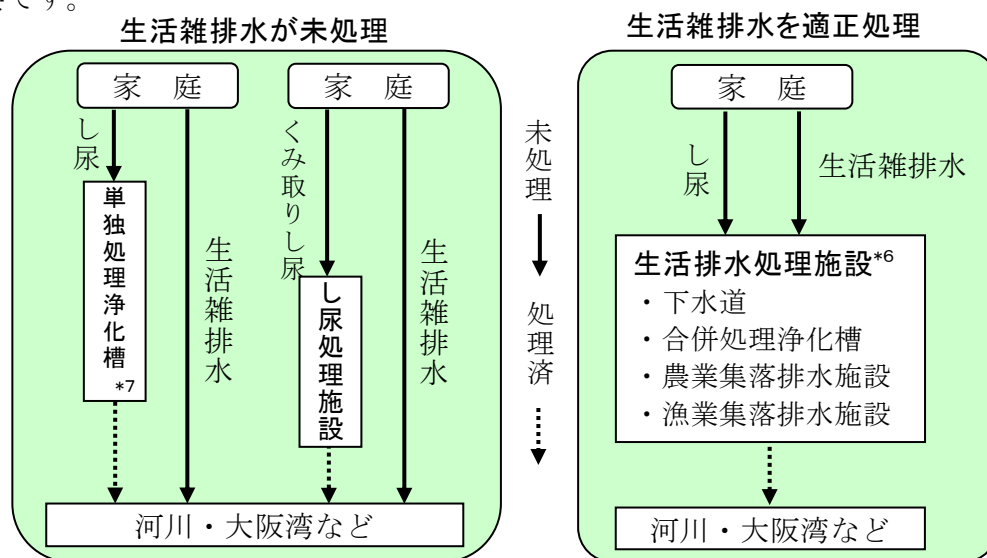 です。
生活雑排水が未処理
家 庭
し尿
単独処理浄化槽*7
生活雑排水
家 庭
くみ取りし尿
し尿処理施設
生活雑排水
河川・大阪湾など
未処理
処理済
生活雑排水を適正処理
家 庭
し尿
生活雑排水
生活排水処理施設*6
・下水道
・合併処理浄化槽
・農業集落排水施設
・漁業集落排水施設
河川・大阪湾など